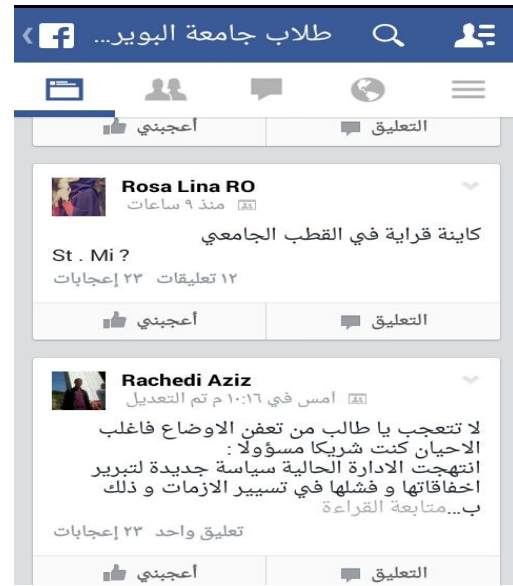 طلاب جامعة البوير...
أعجبني
التعليق
Rosa Lina RO
منذ ٩ ساعات
كاينة قراية في القطب الجامعي
St . Mi ?
١٢ تعليقات ٢٣ إعجابات
أعجبني
التعليق
Rachedi Aziz
أمس في ١٠:١٦ م تم التعديل
لا تتعجب يا طالب من تعفن الاوضاع فاغلب
الاحيان كنت شريكا مسؤولا :
انتهجت الادارة الحالية سياسة جديدة لتبرير
اخفاقاتها و فشلها في تسيير الازمات و ذلك
ب...متابعة القراءة
تعليق واحد ٢٣ إعجابات
أعجبني
التعليق